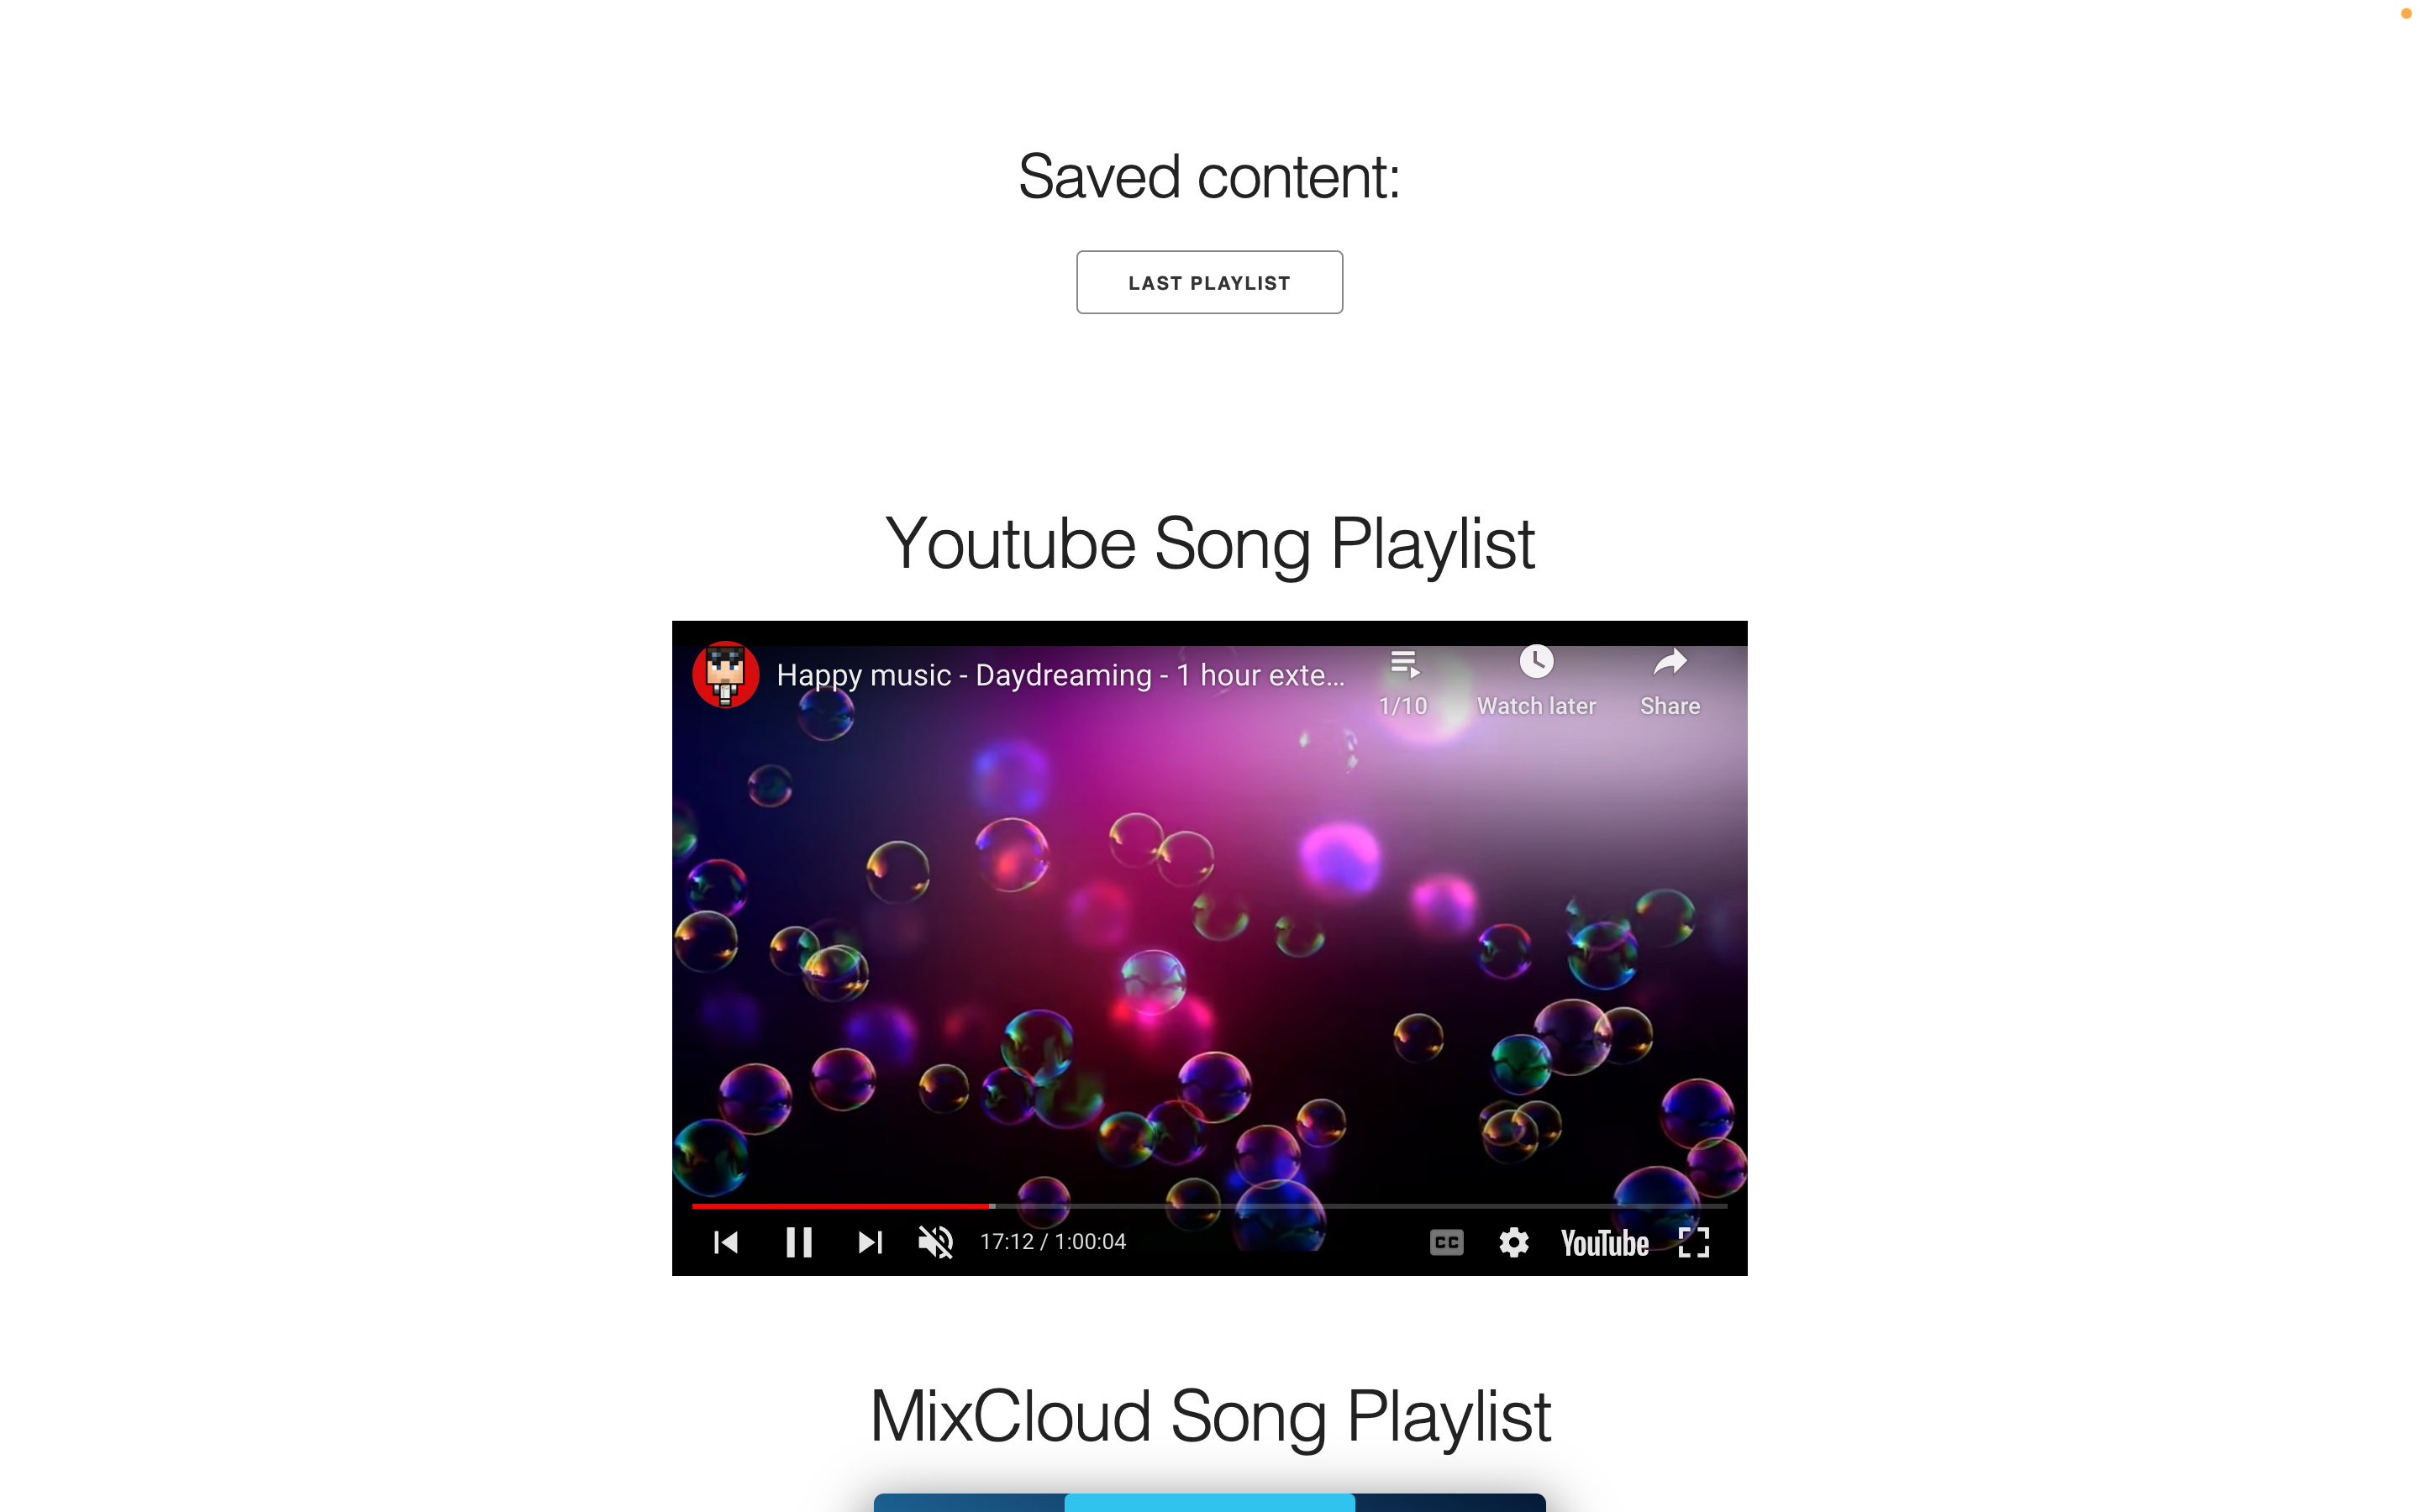 Saved content:
LAST PLAYLIST
Youtube Song Playlist
Happy music - Daydreaming - 1 hour exte...
1/10
Watch later
Share
17:12 / 1:00:04
CC
YouTube
MixCloud Song Playlist